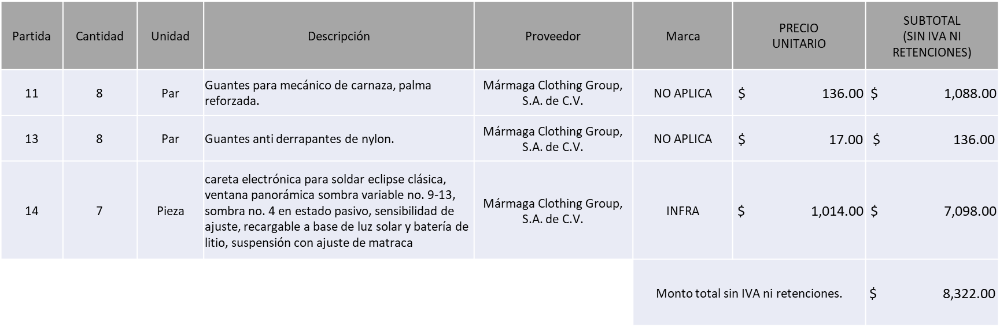 Partida Cantidad Unidad Descripción Proveedor Marca PRECIO UNITARIO SUBTOTAL (SIN IVA NI RETENCIONES)
11 8 Par Guantes para mecánico de carnaza, palma reforzada. Mármaga Clothing Group, S.A. de C.V. NO APLICA $ 136.00 $ 1,088.00
13 8 Par Guantes anti derrapantes de nylon. Mármaga Clothing Group, S.A. de C.V. NO APLICA $ 17.00 $ 136.00
14 7 Pieza careta electrónica para soldar eclipse clásica, ventana panorámica sombra variable no. 9-13, sombra no. 4 en estado pasivo, sensibilidad de ajuste, recargable a base de luz solar y batería de litio, suspensión con ajuste de matraca Mármaga Clothing Group, S.A. de C.V. INFRA $ 1,014.00 $ 7,098.00
Monto total sin IVA ni retenciones. $ 8,322.00